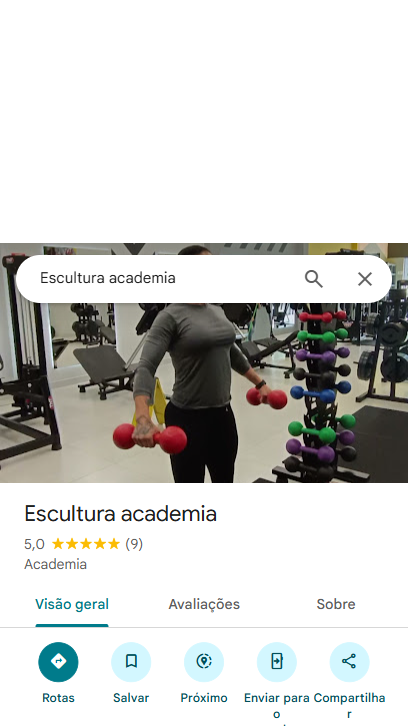 Escultura academia
Escultura academia
5,0 ★★★★★ (9)
Academia
Visão geral Avaliações Sobre
Rotas Salvar Próximo Enviar para o Compartilhar